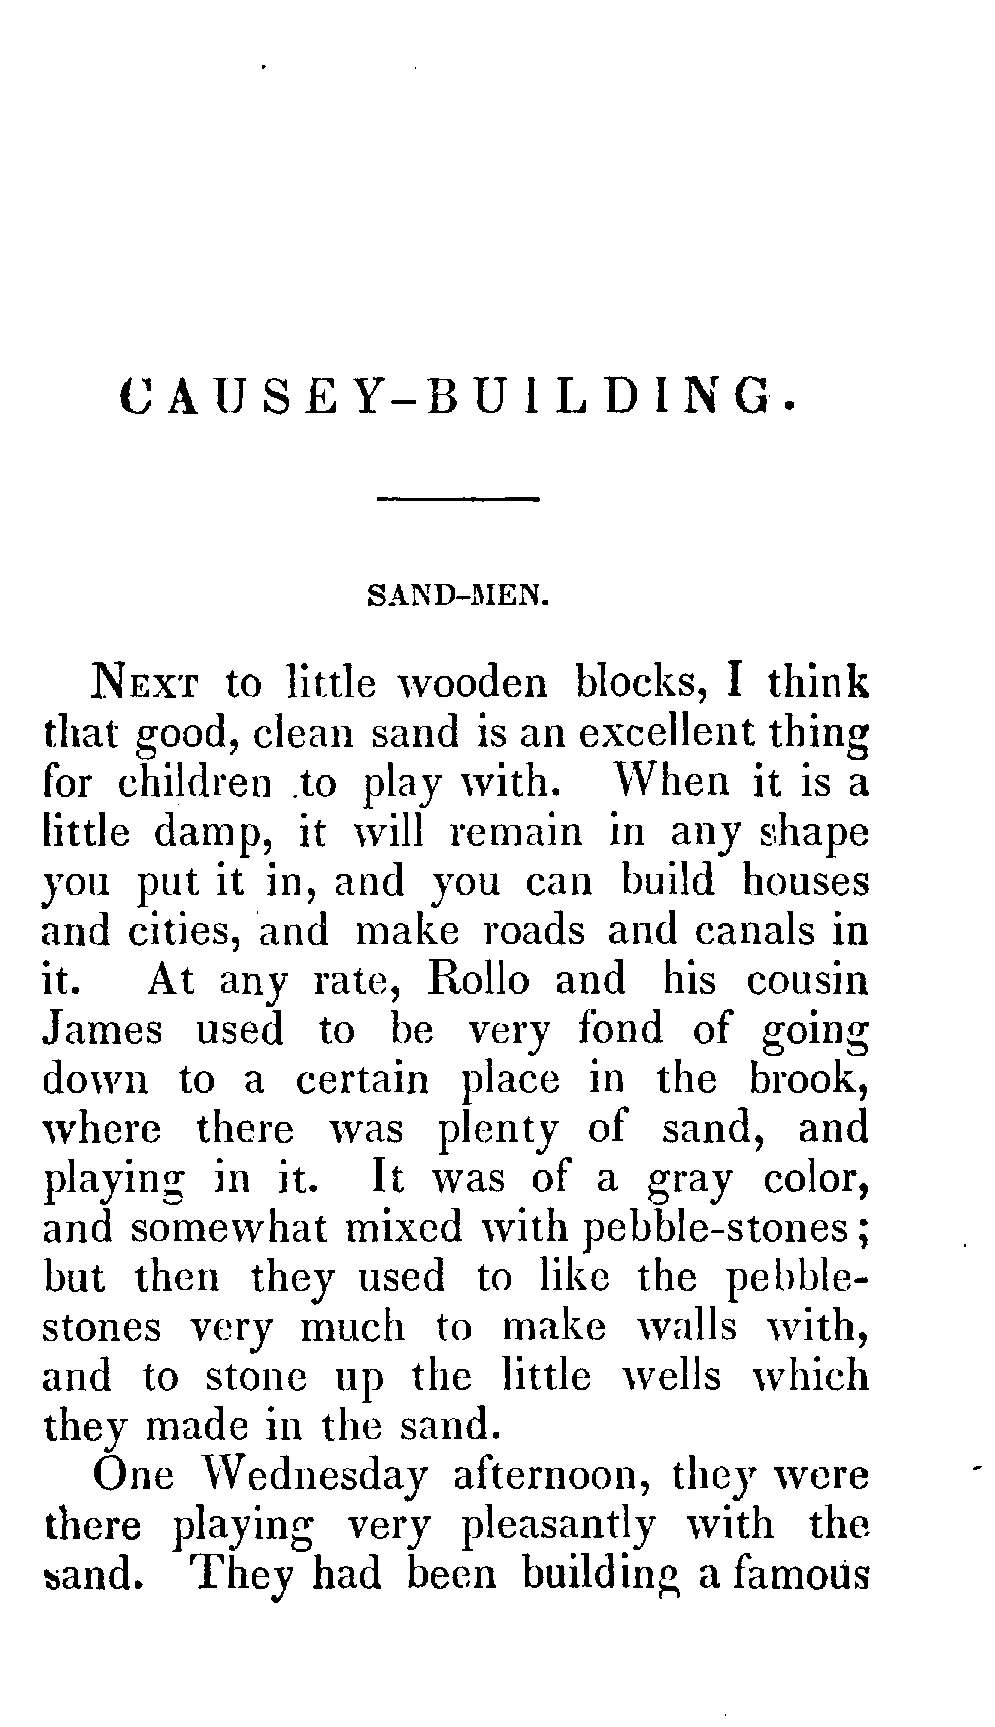 CAUSEY-BUILDING.
SAND-MEN.
NEXT to little wooden blocks, I think
that good, clean sand is an excellent thing
for children to play with. When it is a
little damp, it will remain in any shape
you put it in, and you can build houses
and cities, and make roads and canals in
it. At any rate, Rollo and his cousin
James used to be very fond of going
down to a certain place in the brook,
where there was plenty of sand, and
playing in it. It was of a gray color,
and somewhat mixed with pebble-stones;
but then they used to like the pebble-
stones very much to make walls with,
and to stone up the little wells which
they made in the sand.
One Wednesday afternoon, they were
there playing very pleasantly with the
sand. They had been building a famous